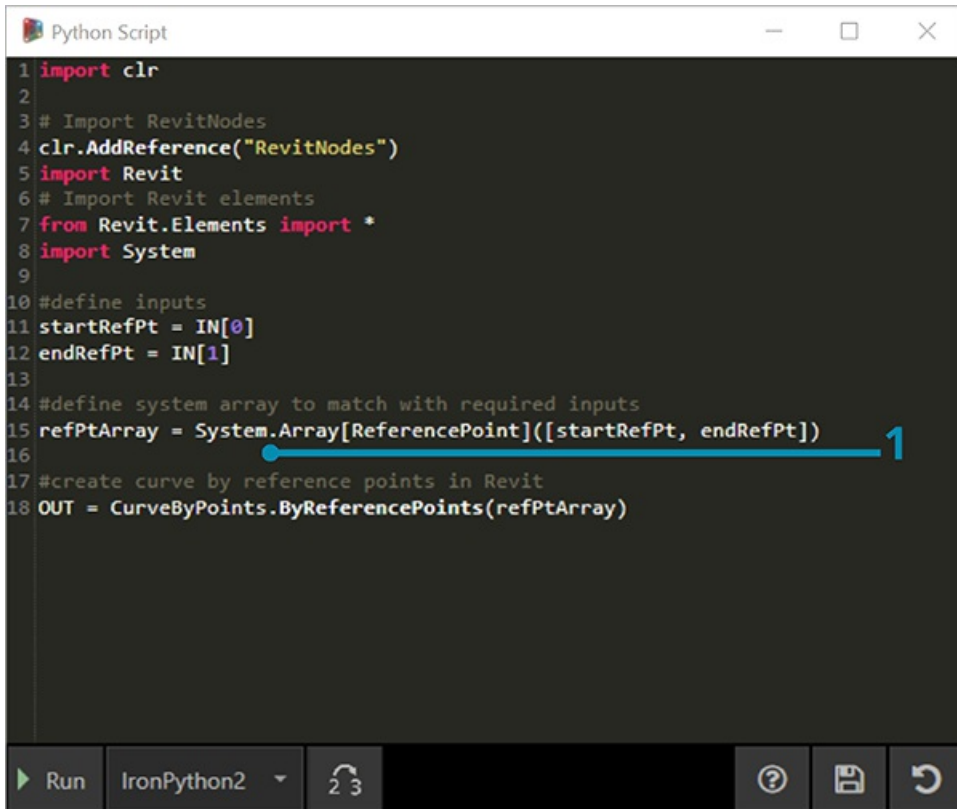 Python Script
1 import clr
2
3 # Import RevitNodes
4 clr.AddReference("RevitNodes")
5 import Revit
6 # Import Revit elements
7 from Revit.Elements import *
8 import System
9
10 #define inputs
11 startRefPt = IN[0]
12 endRefPt = IN[1]
13
14 #define system array to match with required inputs
15 refPtArray = System.Array[ReferencePoint]([startRefPt, endRefPt])
1
16
17 #create curve by reference points in Revit
18 OUT = CurveByPoints.ByReferencePoints(refPtArray)
Run IronPython2 2 3 ?